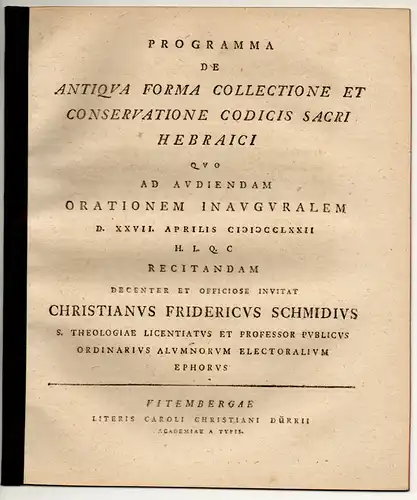 PROGRAMMA
DE
ANTIQVA FORMA COLLECTIONE ET
CONSERVATIONE CODICIS SACRI
HEBRAICI
QVO
AD AVDIENDAM
ORATIONEM INAVGVRALEM
D. XXVII. APRILIS CIↃIↃCCLXXII
H. L. Q. C
RECITANDAM
DECENTER ET OFFICIOSE INVITAT
CHRISTIANVS FRIDERICVS SCHMIDIVS
S. THEOLOGIAE LICENTIATVS ET PROFESSOR PVBLICVS
ORDINARIVS ALVMNORVM ELECTORALIVM
EPHORVS
VITEMBERGAE
LITERIS CAROLI CHRISTIANI DÜRRII
ACADEMIAE A TYPIS.